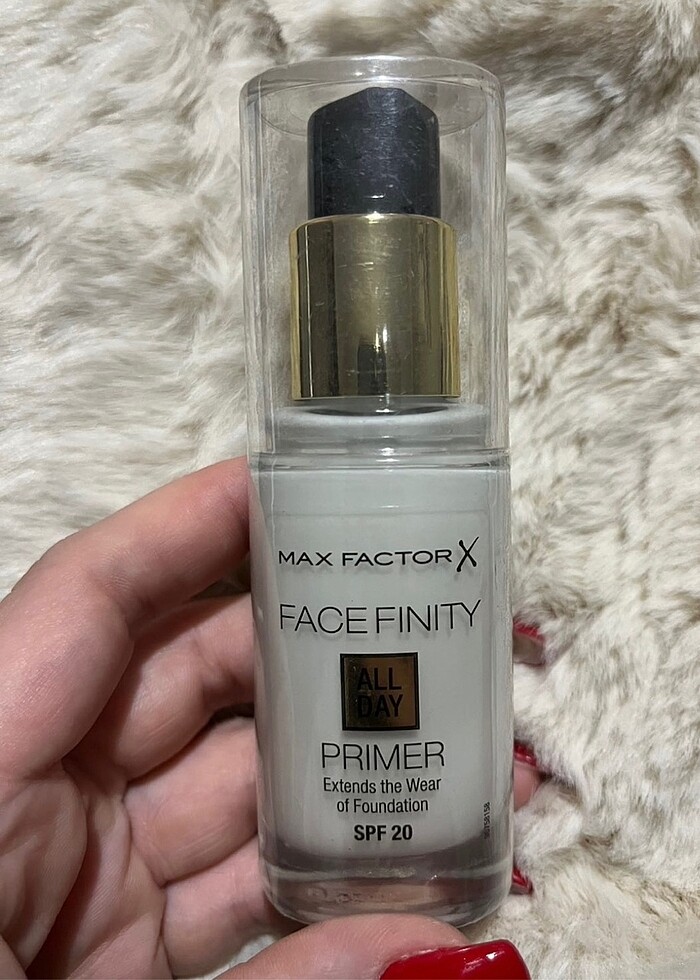 MAX FACTOR X
FACE FINITY
ALL
DAY
PRIMER
Extends the Wear
of Foundation
SPF 20